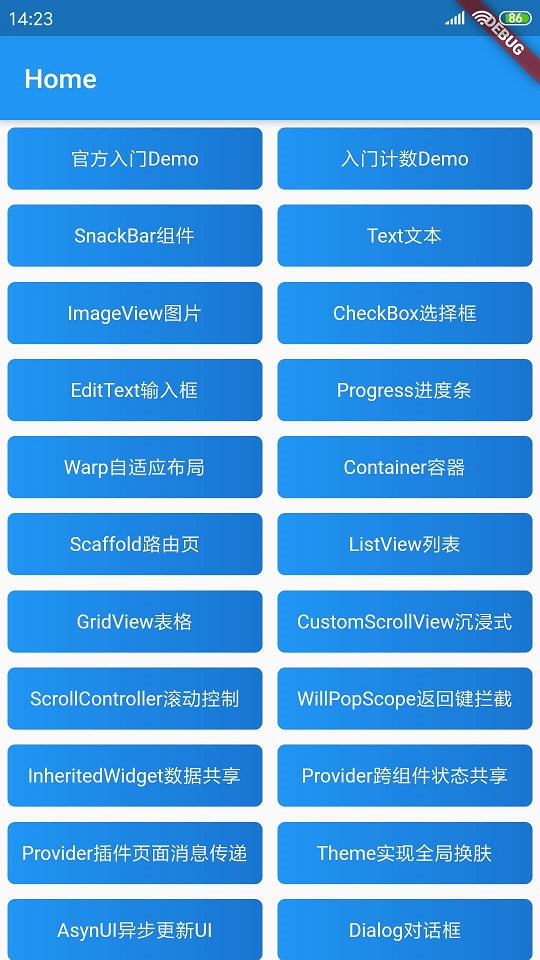 14:23
86
DEBUG
Home
官方入门Demo
入门计数Demo
SnackBar组件
Text文本
ImageView图片
CheckBox选择框
EditText输入框
Progress进度条
Warp自适应布局
Container容器
Scaffold路由页
ListView列表
GridView表格
CustomScrollView沉浸式
ScrollController滚动控制
WillPopScope返回键拦截
InheritedWidget数据共享
Provider跨组件状态共享
Provider插件页面消息传递
Theme实现全局换肤
AsynUI异步更新UI
Dialog对话框